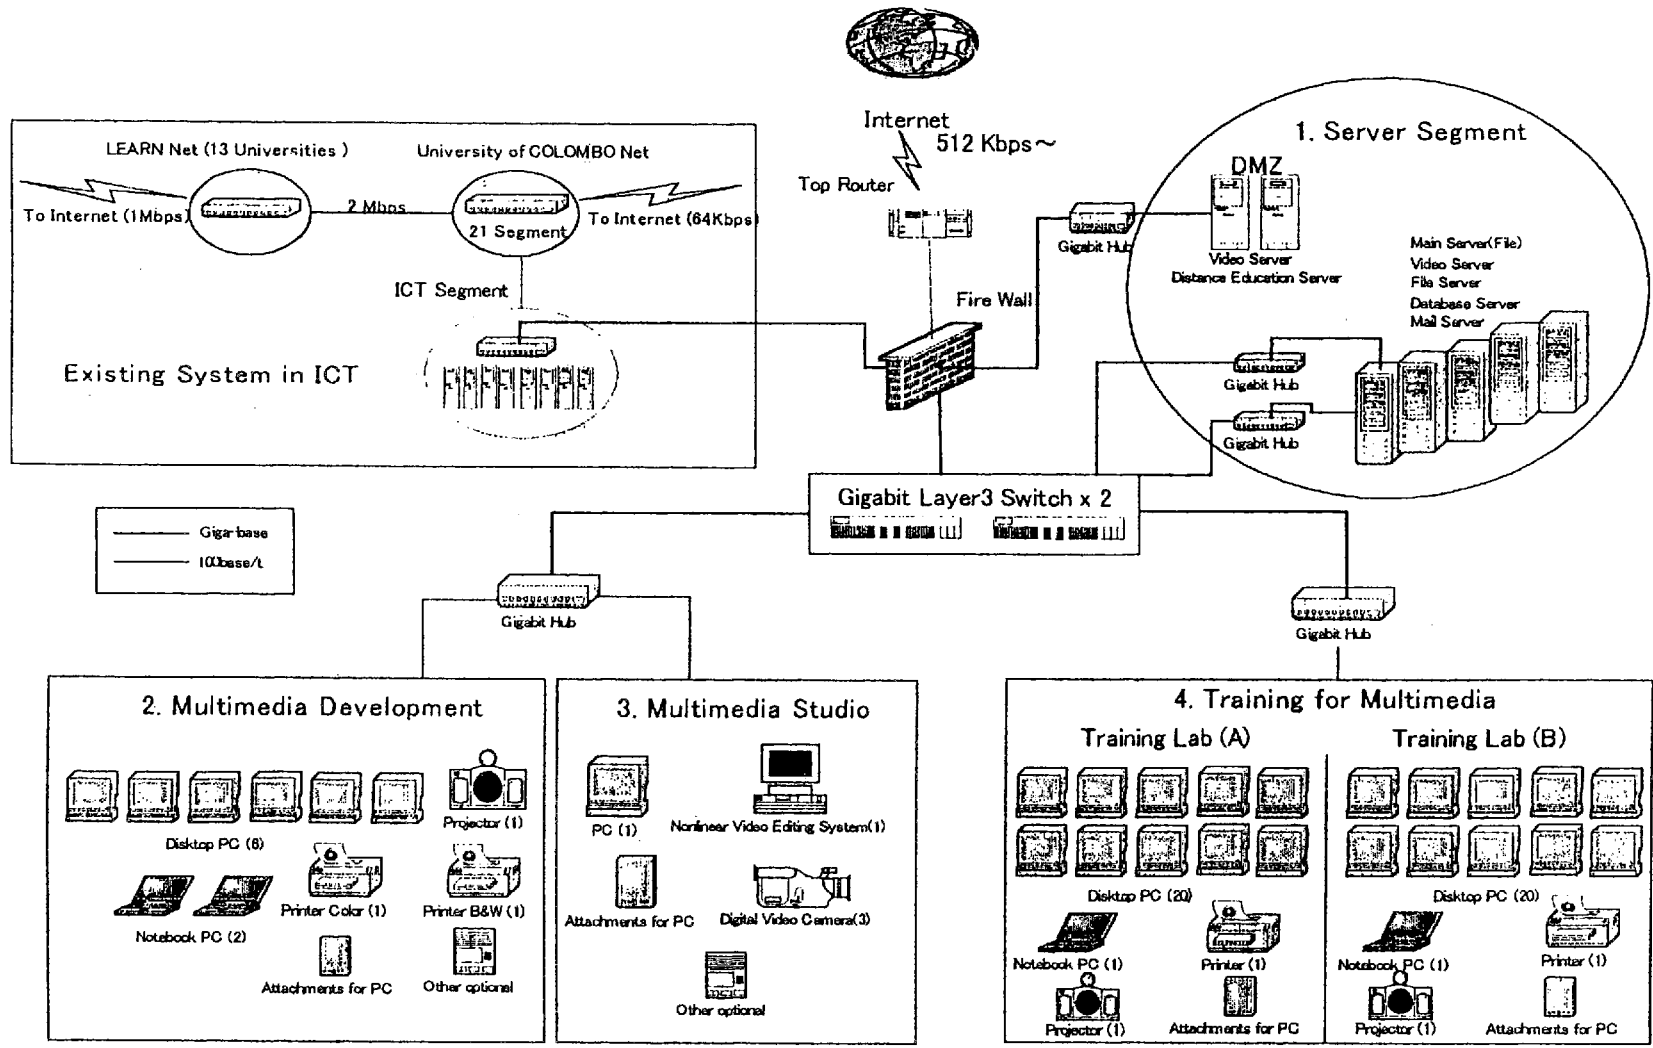 Internet
512 Kbps~
Top Router
LEARN Net (13 Universities )
University of COLOMBO Net
To Internet (1Mbps)
2 Mbps
21 Segment
To Internet (64Kbps)
ICT Segment
Existing System in ICT
Fire Wall
1. Server Segment
DMZ
Gigabit Hub
Video Server
Distance Education Server
Main Server(File)
Video Server
File Server
Database Server
Mail Server
Gigabit Hub
Gigabit Hub
Gigabit Layer3 Switch x 2
Giga-base
100base/t
Gigabit Hub
Gigabit Hub
2. Multimedia Development
Disktop PC (6)
Projector (1)
Notebook PC (2)
Printer Color (1)
Printer B&W (1)
Attachments for PC
Other optional
3. Multimedia Studio
PC (1)
Nonlinear Video Editing System(1)
Attachments for PC
Digital Video Camera(3)
Other optional
4. Training for Multimedia
Training Lab (A)
Disktop PC (20)
Notebook PC (1)
Printer (1)
Projector (1)
Attachments for PC
Training Lab (B)
Disktop PC (20)
Notebook PC (1)
Printer (1)
Projector (1)
Attachments for PC